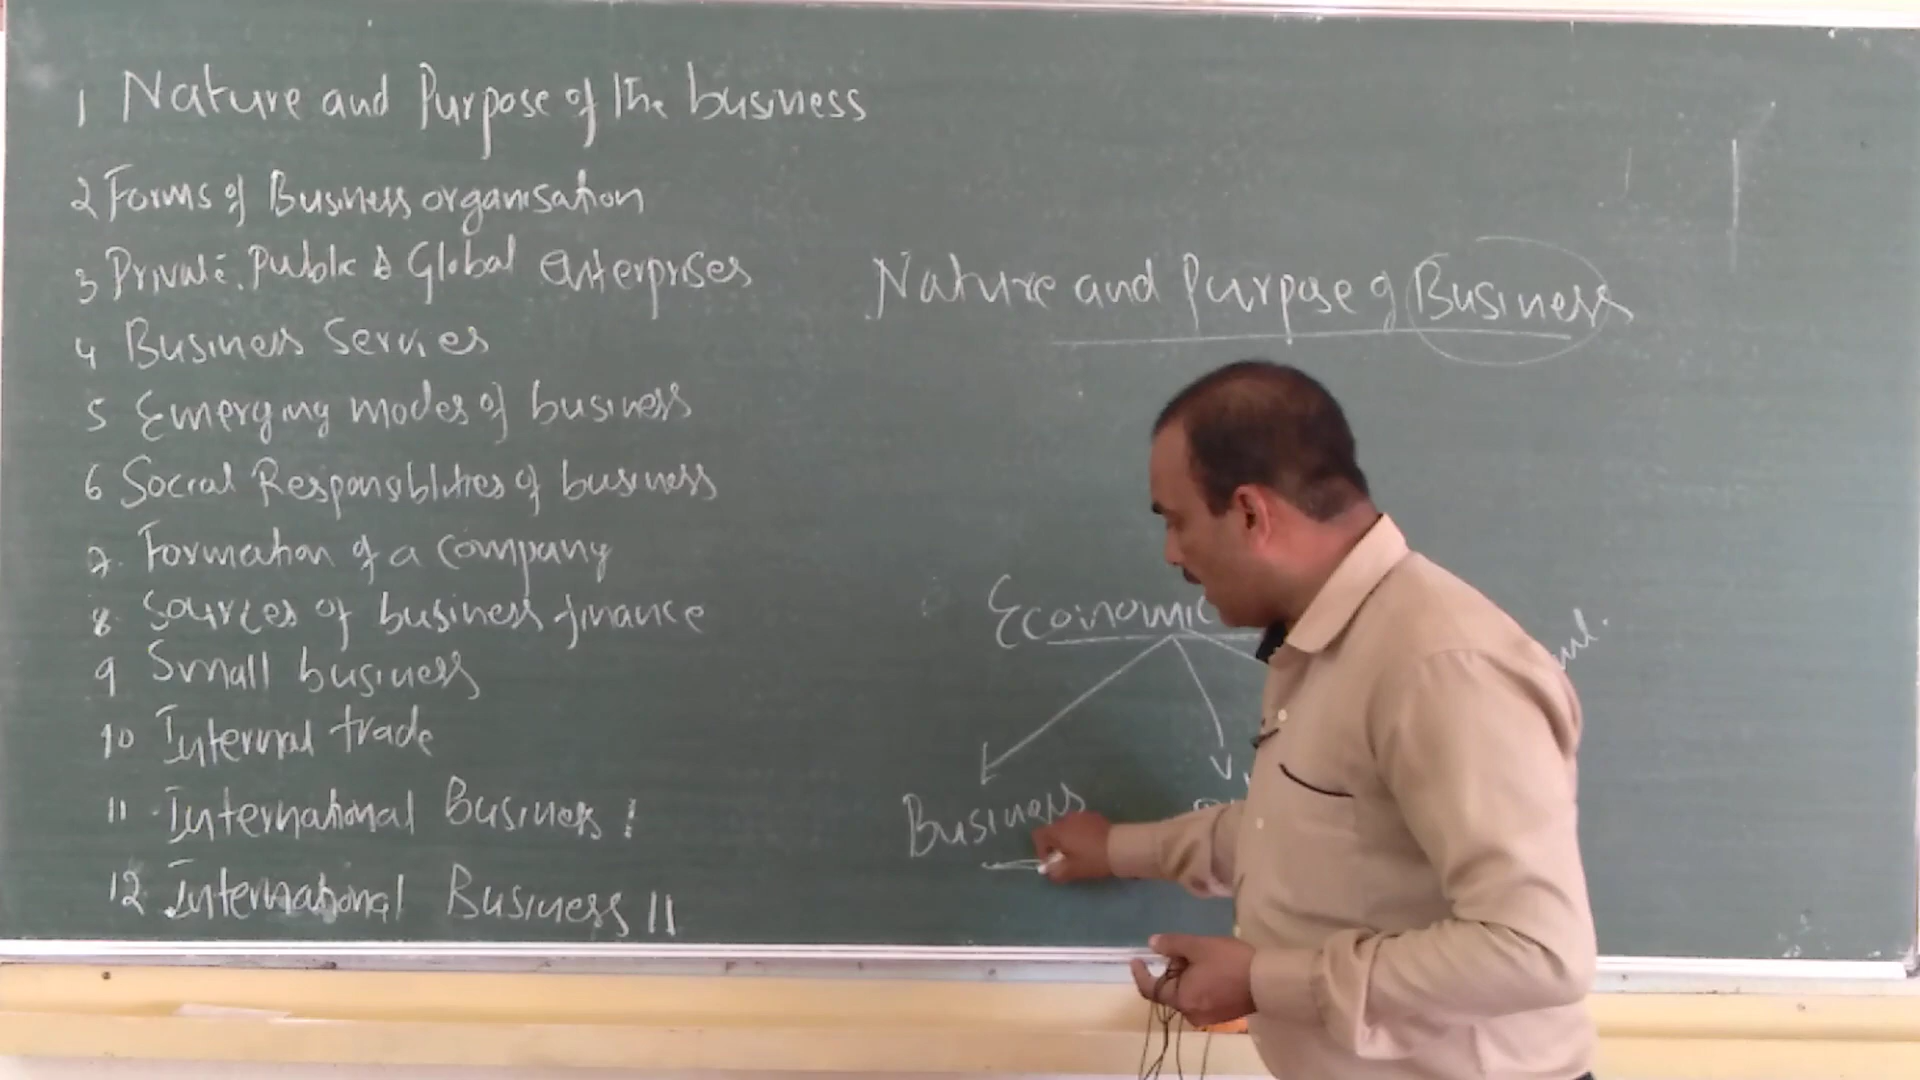 1 Nature and Purpose of the business
2 Forms of Business organisation
3 Private, Public & Global enterprises
4 Business Services
5 Emerging modes of business
6 Social Responsiblities of business
7. Formation of a company
8. Sources of business finance
9 Small business
10 Internal trade
11 International Business I
12 International Business II
Nature and Purpose of Business
Economic
Business